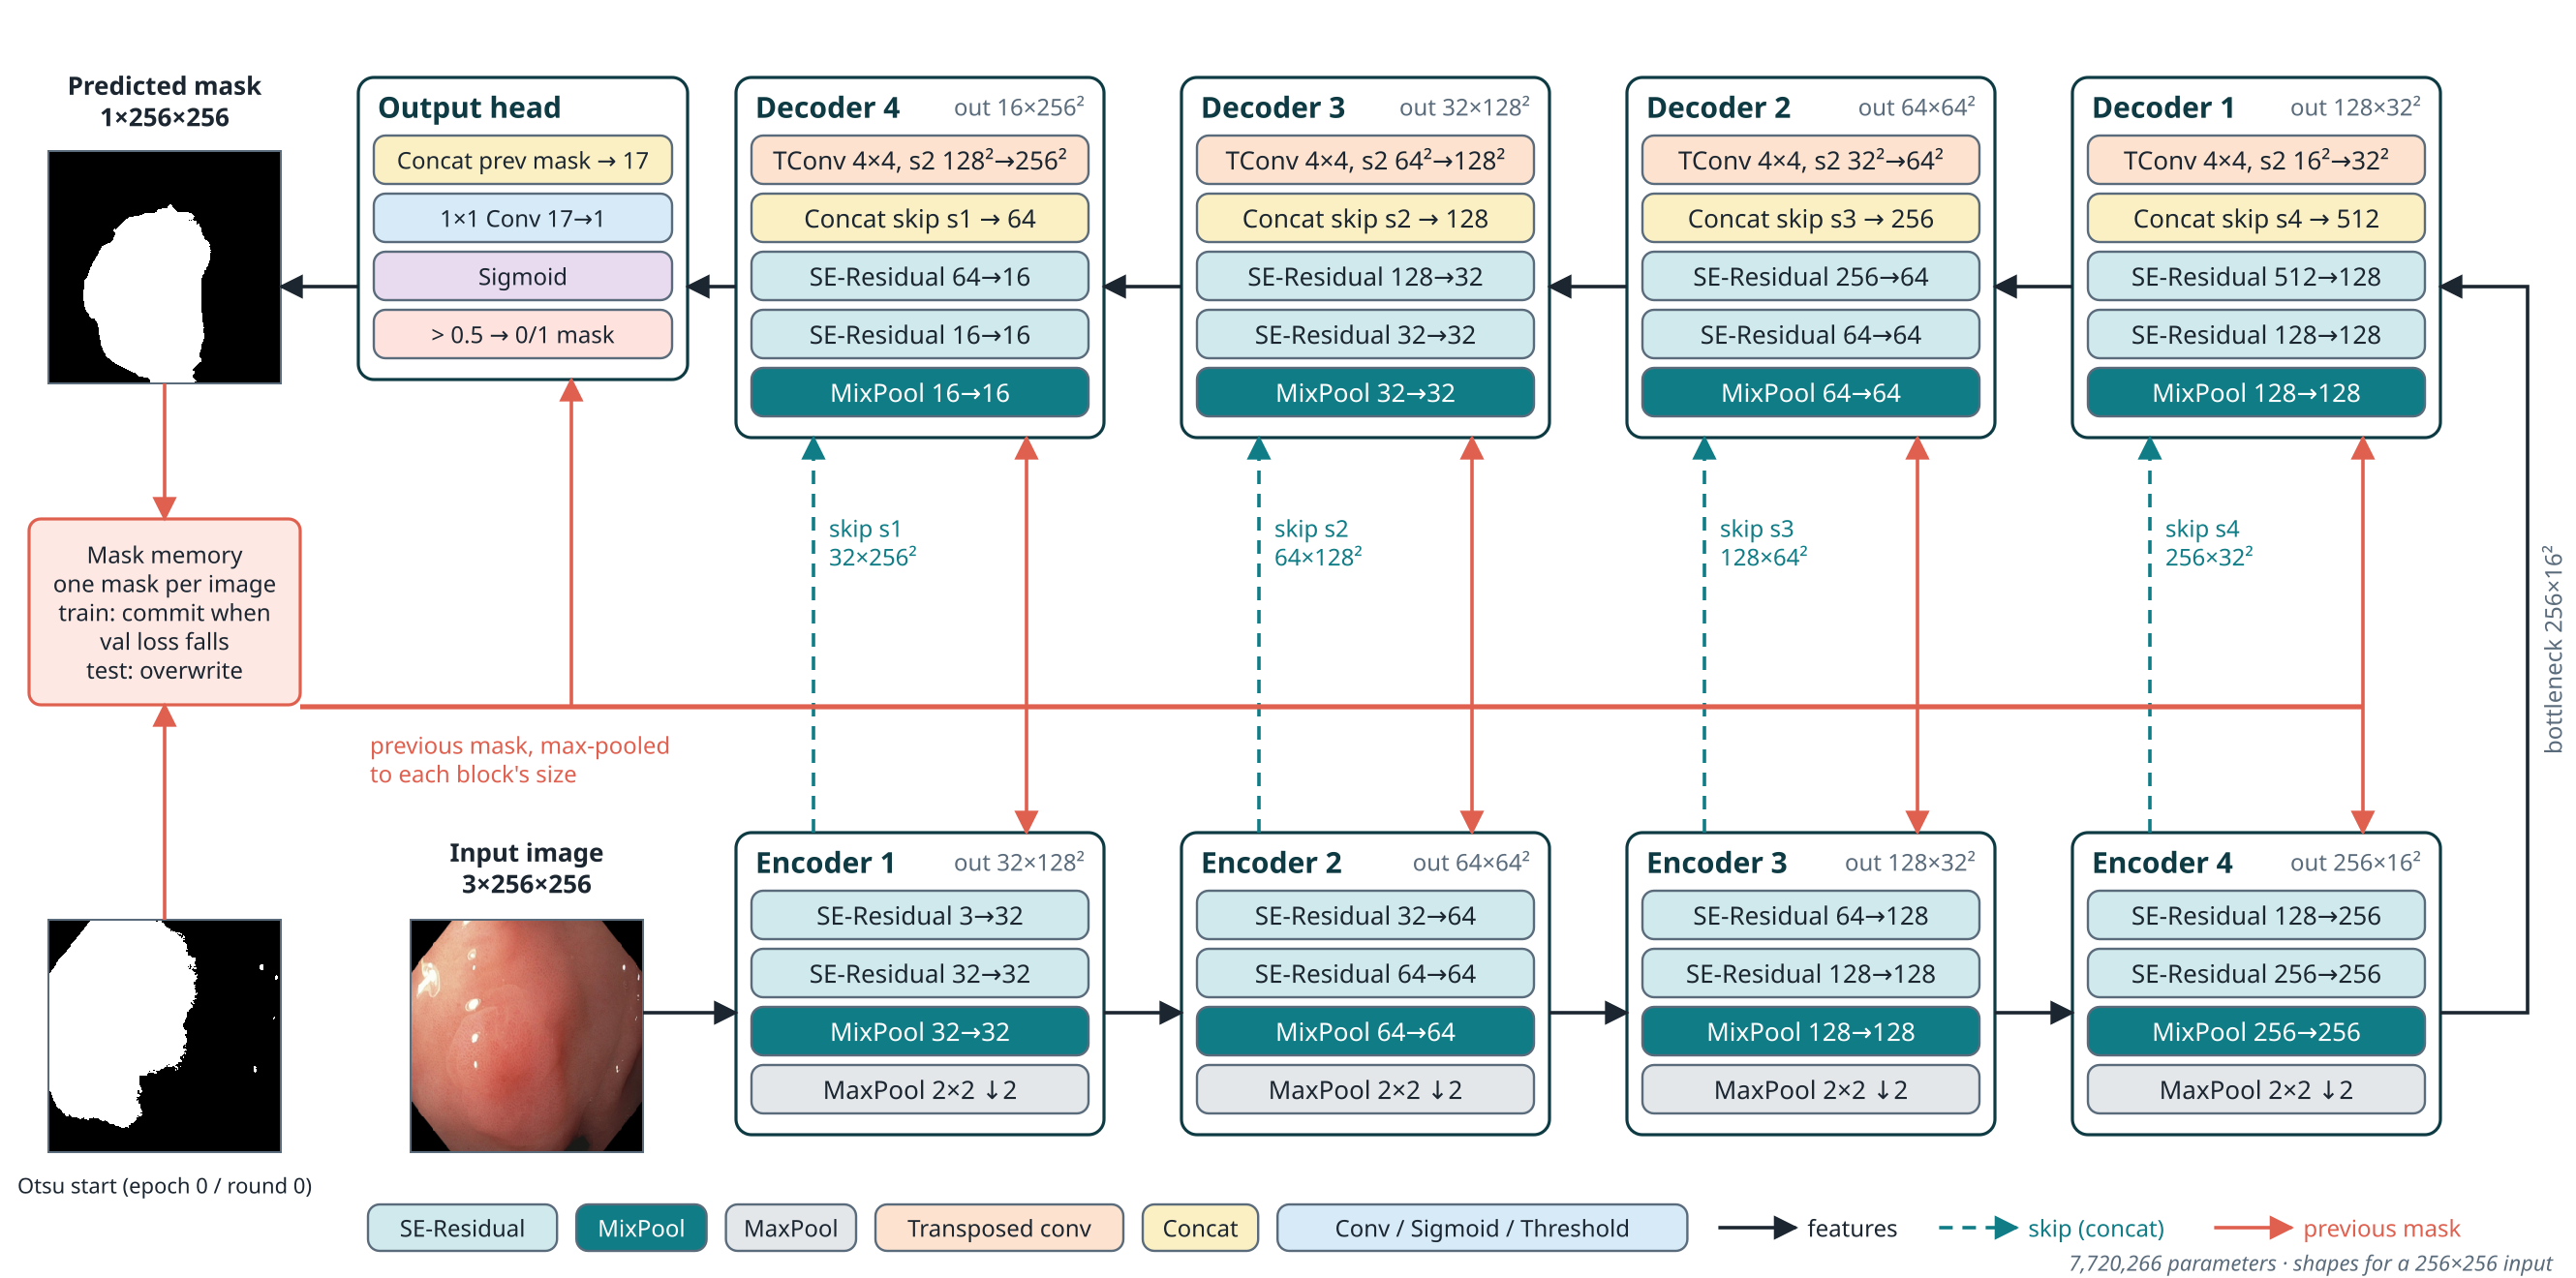 Predicted mask
1×256×256
Output head
Concat prev mask → 17
1×1 Conv 17→1
Sigmoid
> 0.5 → 0/1 mask
Decoder 4 out 16×256²
TConv 4×4, s2 128²→256²
Concat skip s1 → 64
SE-Residual 64→16
SE-Residual 16→16
MixPool 16→16
Decoder 3 out 32×128²
TConv 4×4, s2 64²→128²
Concat skip s2 → 128
SE-Residual 128→32
SE-Residual 32→32
MixPool 32→32
Decoder 2 out 64×64²
TConv 4×4, s2 32²→64²
Concat skip s3 → 256
SE-Residual 256→64
SE-Residual 64→64
MixPool 64→64
Decoder 1 out 128×32²
TConv 4×4, s2 16²→32²
Concat skip s4 → 512
SE-Residual 512→128
SE-Residual 128→128
MixPool 128→128
Mask memory
one mask per image
train: commit when
val loss falls
test: overwrite
skip s1
32×256²
skip s2
64×128²
skip s3
128×64²
skip s4
256×32²
bottleneck 256×16²
previous mask, max-pooled
to each block's size
Input image
3×256×256
Encoder 1 out 32×128²
SE-Residual 3→32
SE-Residual 32→32
MixPool 32→32
MaxPool 2×2 ↓2
Encoder 2 out 64×64²
SE-Residual 32→64
SE-Residual 64→64
MixPool 64→64
MaxPool 2×2 ↓2
Encoder 3 out 128×32²
SE-Residual 64→128
SE-Residual 128→128
MixPool 128→128
MaxPool 2×2 ↓2
Encoder 4 out 256×16²
SE-Residual 128→256
SE-Residual 256→256
MixPool 256→256
MaxPool 2×2 ↓2
Otsu start (epoch 0 / round 0)
SE-Residual
MixPool
MaxPool
Transposed conv
Concat
Conv / Sigmoid / Threshold
features
skip (concat)
previous mask
7,720,266 parameters · shapes for a 256×256 input